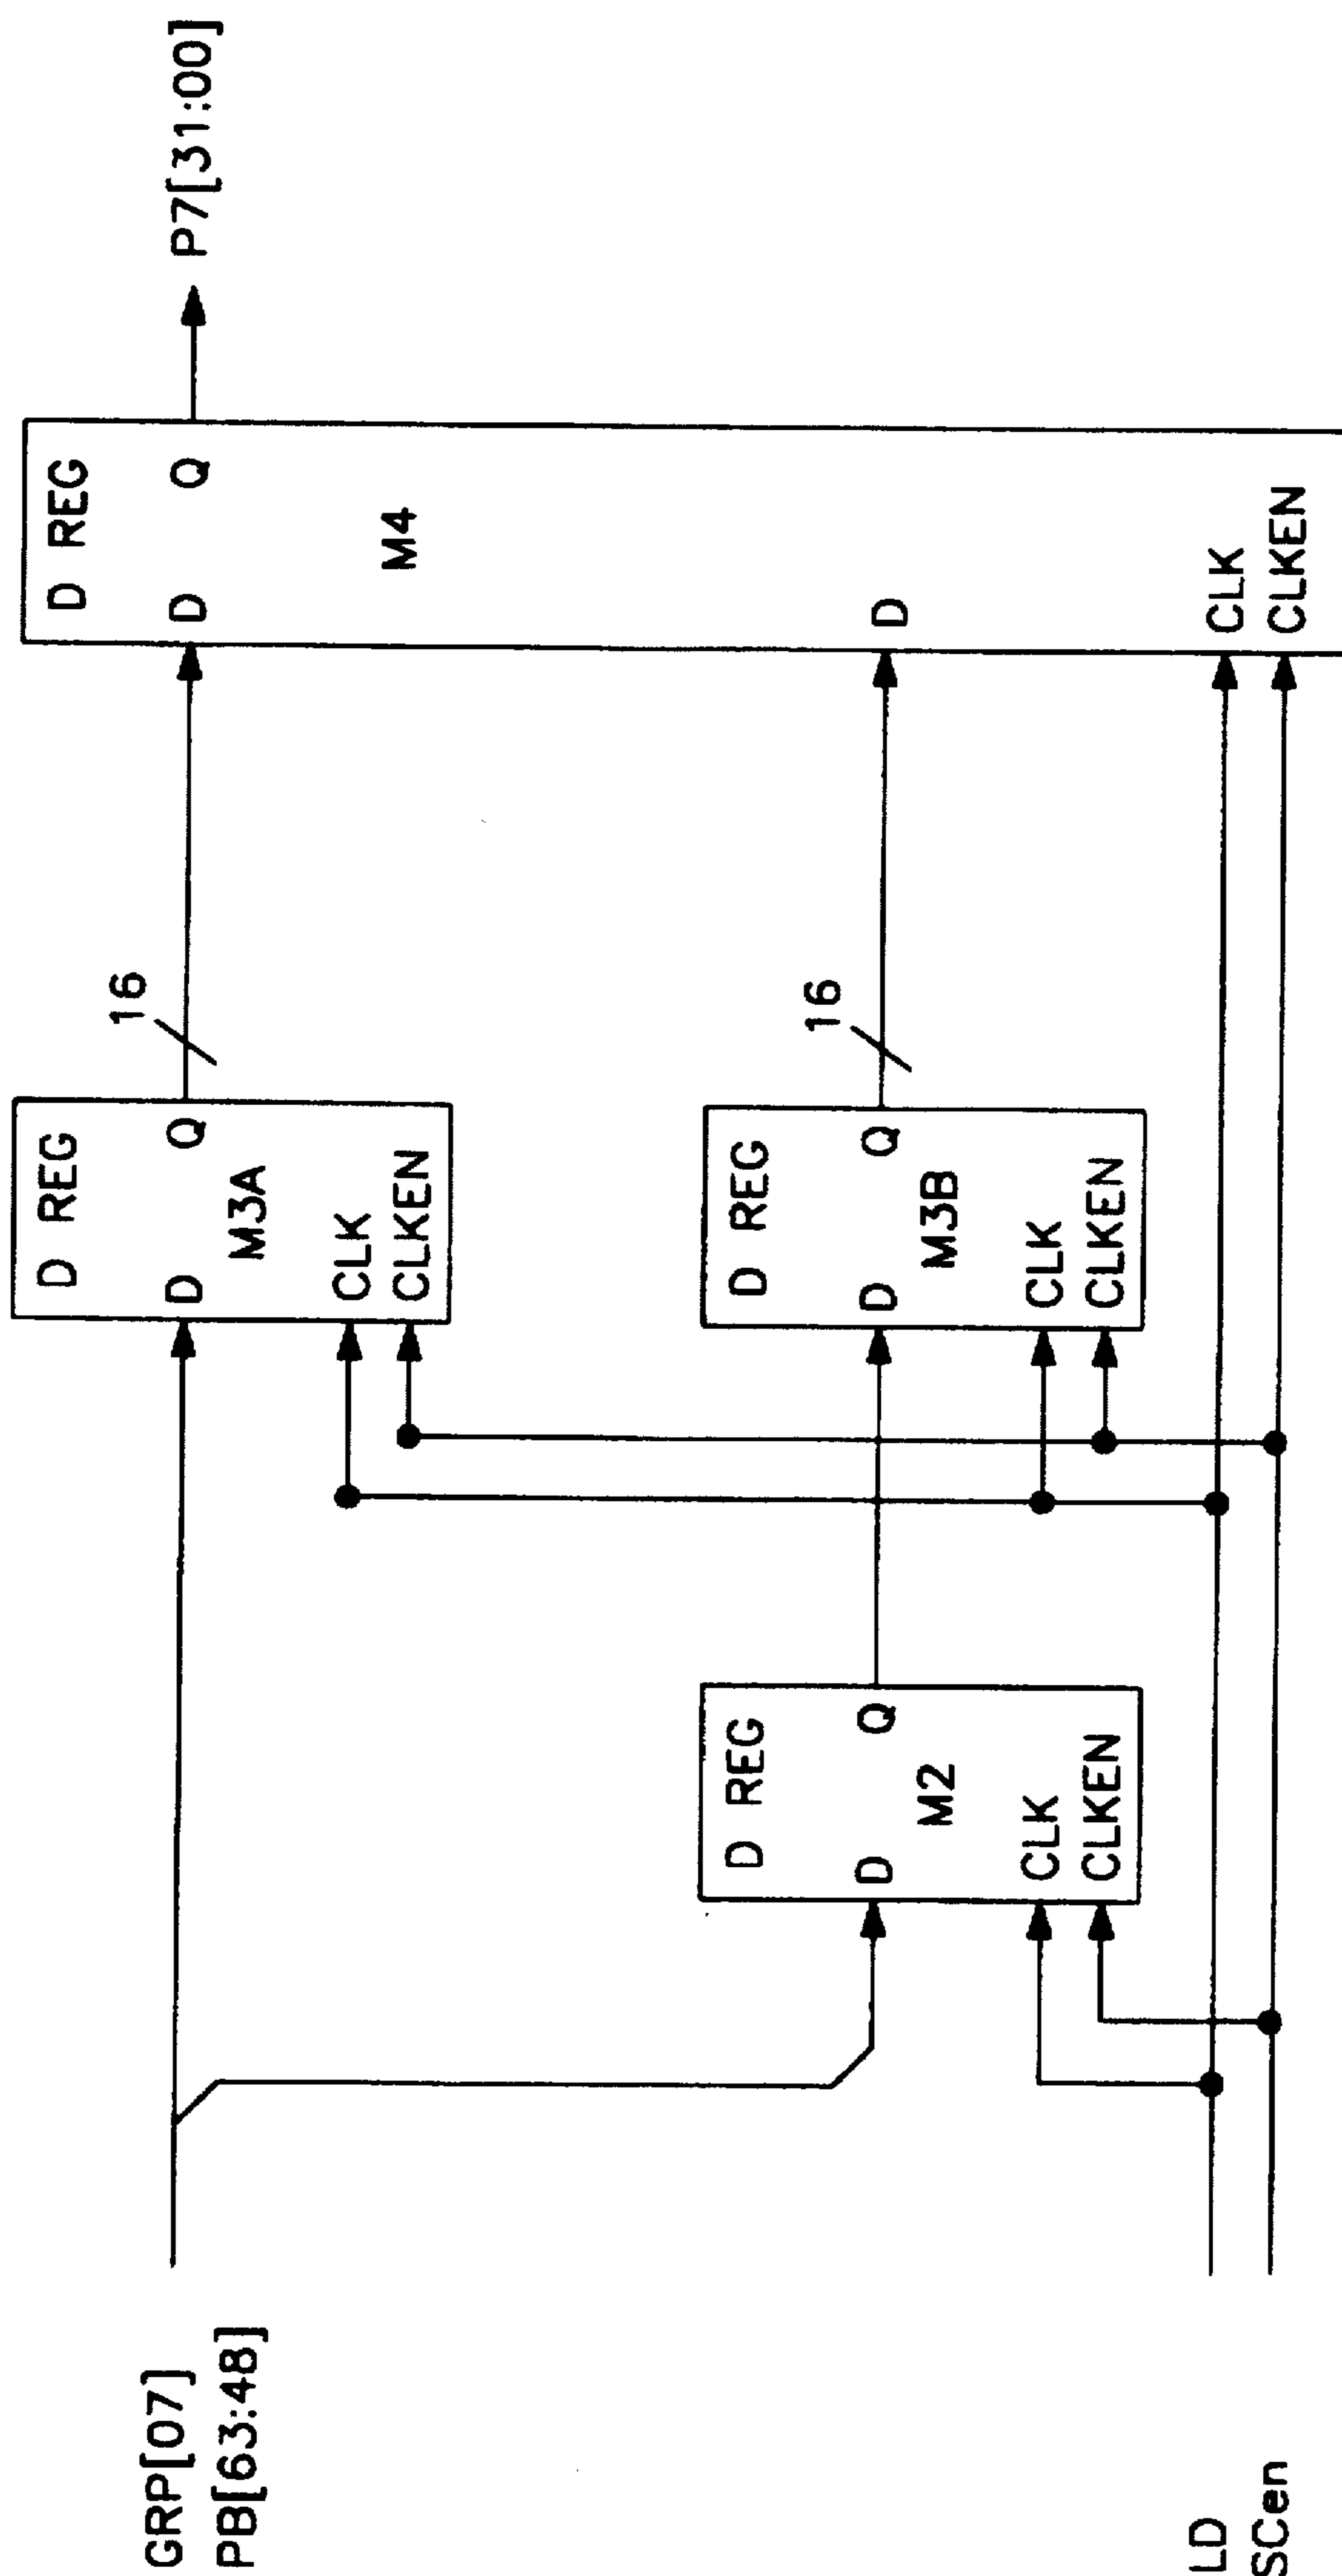 GRP[07]
PB[63:48]
LD
SCen
D REG
D Q
M2
CLK
CLKEN
D REG
D Q
M3A
CLK
CLKEN
16
D REG
D Q
M3B
CLK
CLKEN
16
D REG
D Q
M4
D
CLK
CLKEN
P7[31:00]